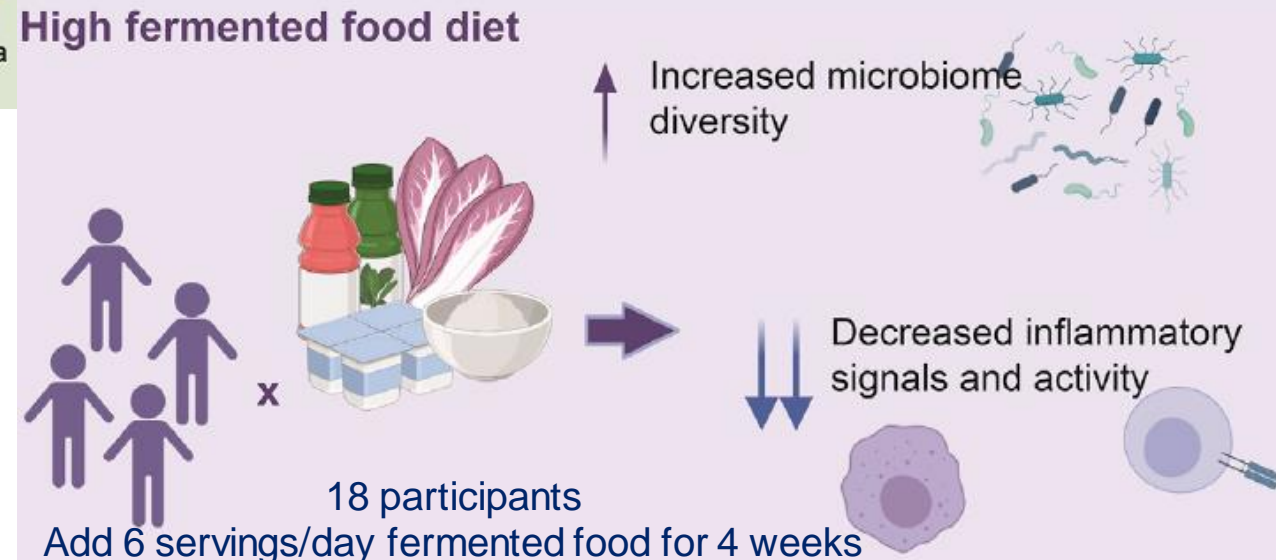 a
High fermented food diet
Increased microbiome
diversity
Decreased inflammatory
signals and activity
x
18 participants
Add 6 servings/day fermented food for 4 weeks